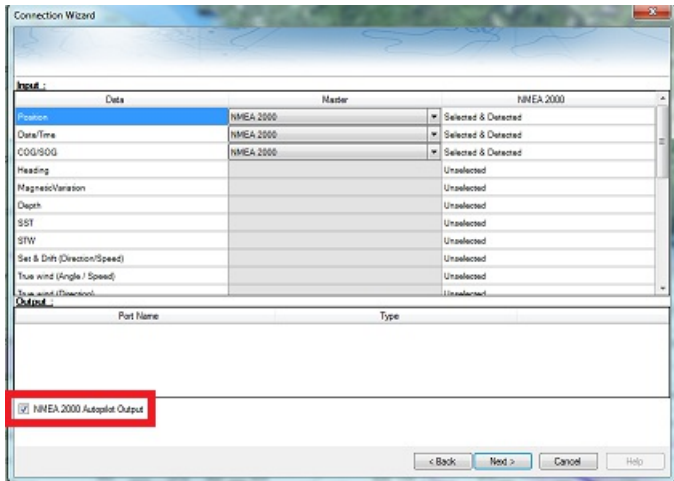 Connection Wizard
Input :
Data Master NMEA 2000
Position NMEA 2000 Selected & Detected
Date/Time NMEA 2000 Selected & Detected
COG/SOG NMEA 2000 Selected & Detected
Heading Unselected
MagneticVariation Unselected
Depth Unselected
SST Unselected
STW Unselected
Set & Drift (Direction/Speed) Unselected
True wind (Angle / Speed) Unselected
True wind (Direction) Unselected
Output :
Port Name Type
NMEA 2000 Autopilot Output
< Back Next > Cancel Help